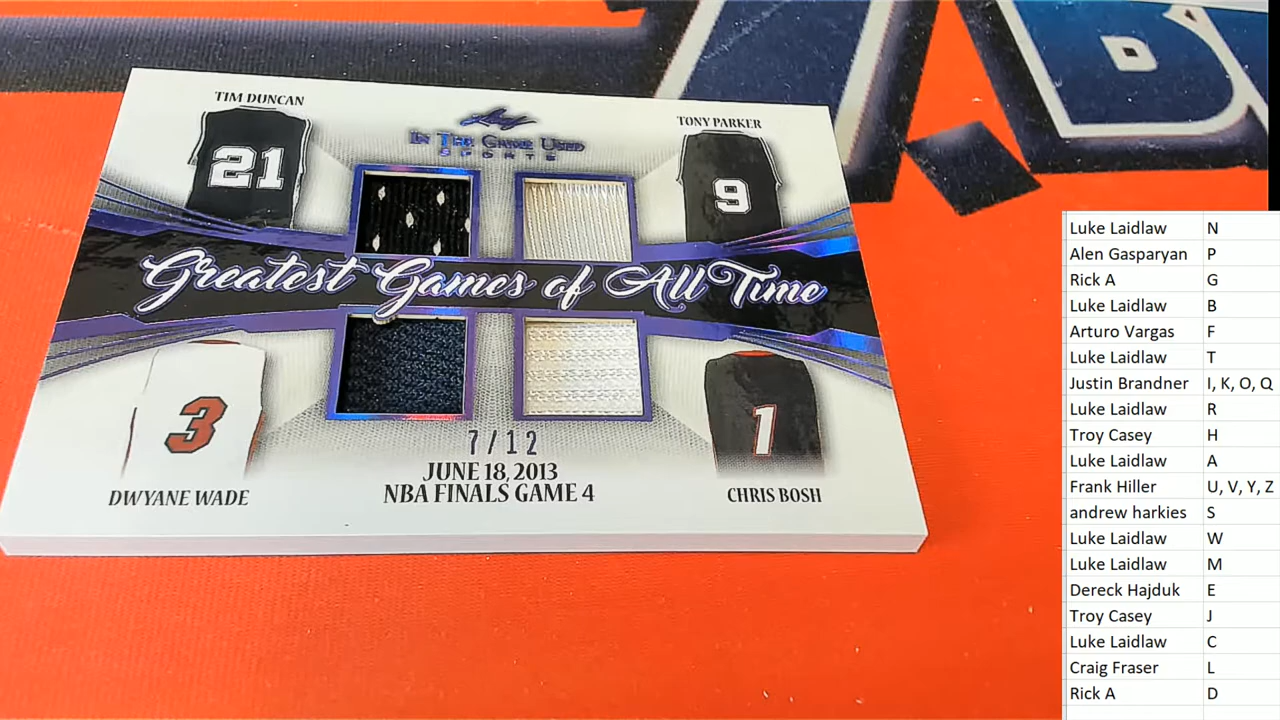 TIM DUNCAN
21
Leaf
IN THE GAME USED
SPORTS
TONY PARKER
9
Greatest Games of All Time
3
DWYANE WADE
7/12
JUNE 18, 2013
NBA FINALS GAME 4
1
CHRIS BOSH
Luke Laidlaw N
Alen Gasparyan P
Rick A G
Luke Laidlaw B
Arturo Vargas F
Luke Laidlaw T
Justin Brandner I, K, O, Q
Luke Laidlaw R
Troy Casey H
Luke Laidlaw A
Frank Hiller U, V, Y, Z
andrew harkies S
Luke Laidlaw W
Luke Laidlaw M
Dereck Hajduk E
Troy Casey J
Luke Laidlaw C
Craig Fraser L
Rick A D